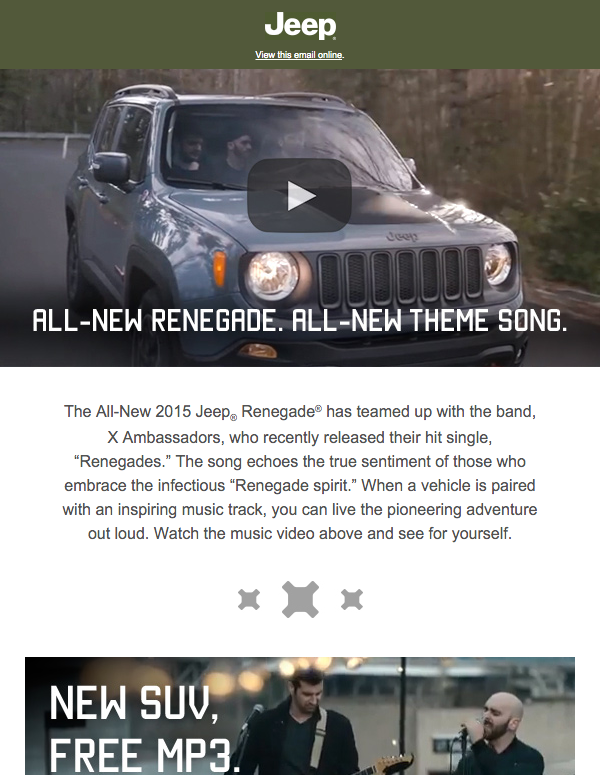 Jeep®
View this email online.
Jeep
ALL-NEW RENEGADE. ALL-NEW THEME SONG.
The All-New 2015 Jeep® Renegade® has teamed up with the band,
X Ambassadors, who recently released their hit single,
“Renegades.” The song echoes the true sentiment of those who
embrace the infectious “Renegade spirit.” When a vehicle is paired
with an inspiring music track, you can live the pioneering adventure
out loud. Watch the music video above and see for yourself.
NEW SUV,
FREE MP3.